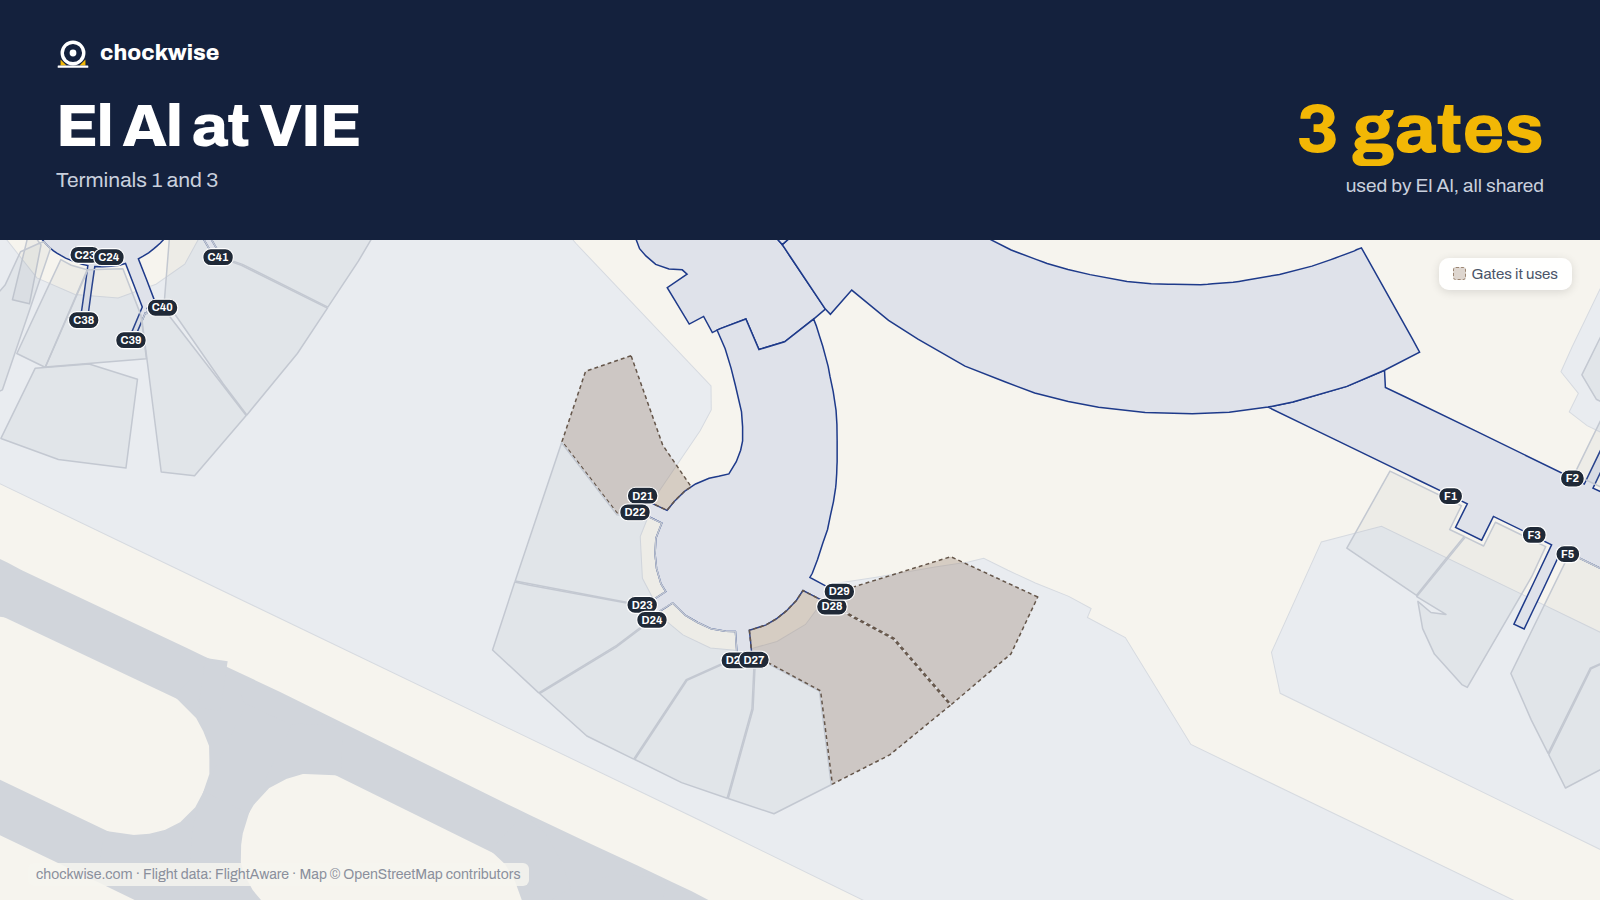 chockwise
El Al at VIE
Terminals 1 and 3
3 gates
used by El Al, all shared
Gates it uses
C23
C24
C41
C40
C38
C39
D21
D22
F2
F1
F3
F5
D29
D28
D23
D24
D27
chockwise.com · Flight data: FlightAware · Map © OpenStreetMap contributors